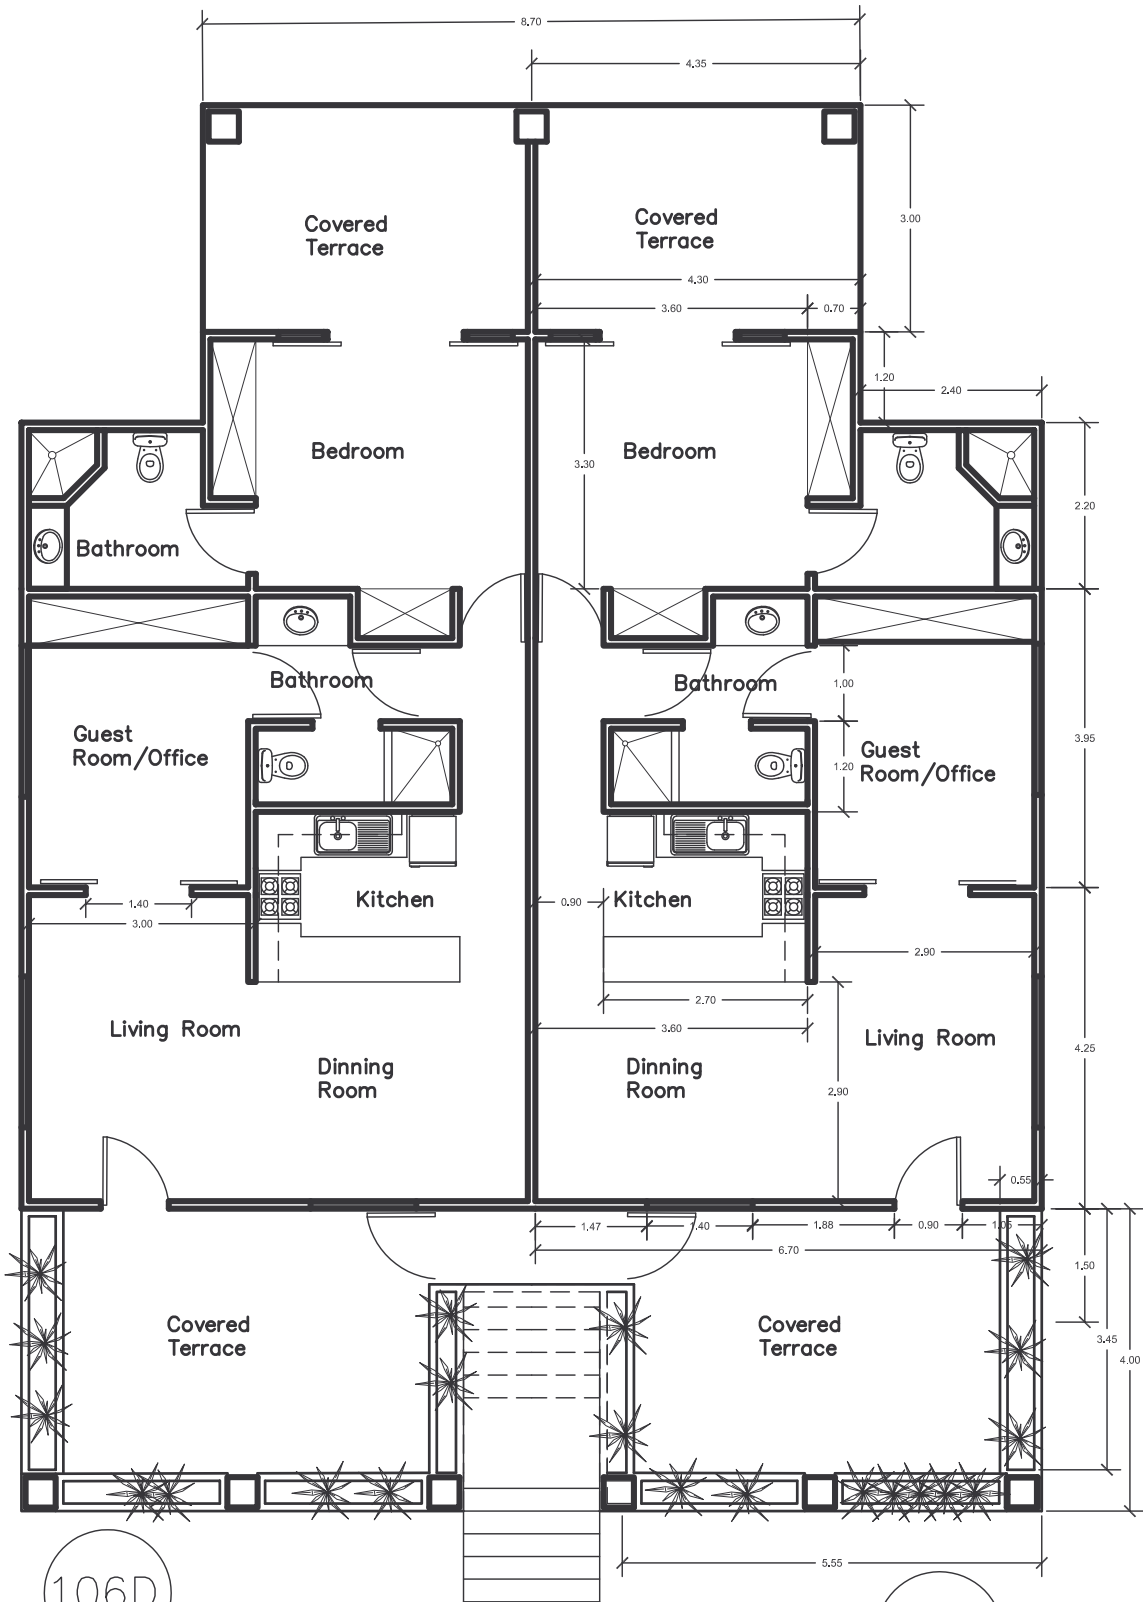 8.70
4.35
3.00
Covered
Terrace
Covered
Terrace
4.30
3.60
0.70
1.20
2.40
Bedroom
Bedroom
3.30
2.20
Bathroom
Bathroom
Bathroom
1.00
Guest
Room/Office
Guest
Room/Office
3.95
1.20
1.40
3.00
Kitchen
0.90
Kitchen
2.90
2.70
3.60
Living Room
Living Room
4.25
Dinning
Room
Dinning
Room
2.90
0.55
1.47
1.40
1.88
0.90
1.05
6.70
1.50
Covered
Terrace
Covered
Terrace
3.45
4.00
5.55
106D